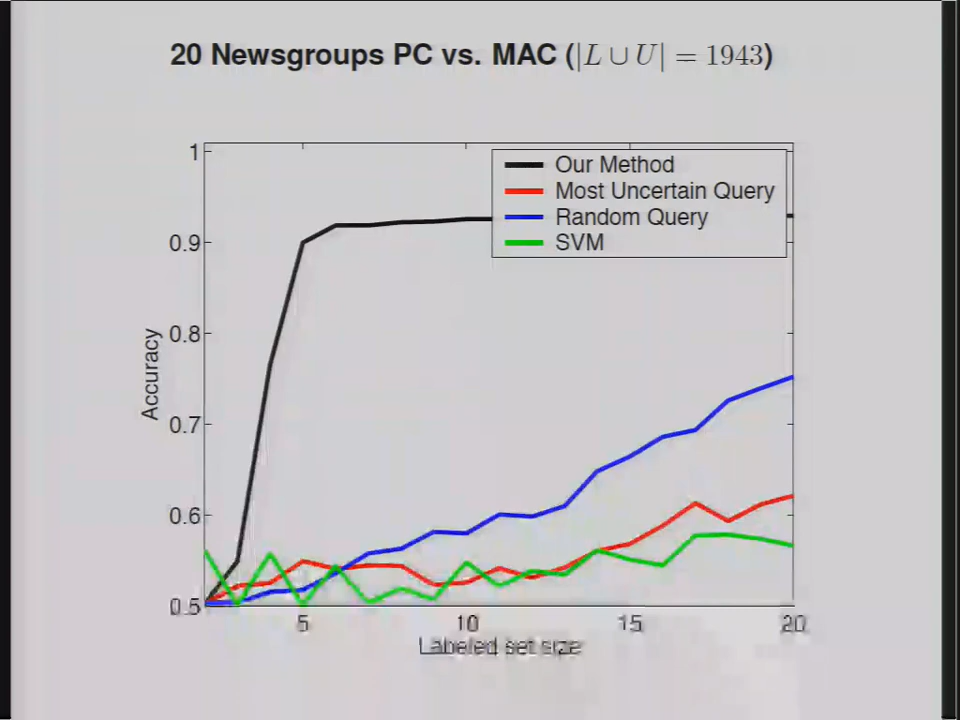 20 Newsgroups PC vs. MAC (|L ∪ U| = 1943)
1
Our Method
Most Uncertain Query
Random Query
SVM
0.9
0.8
0.7
0.6
0.5
Accuracy
5
10
15
20
Labeled set size